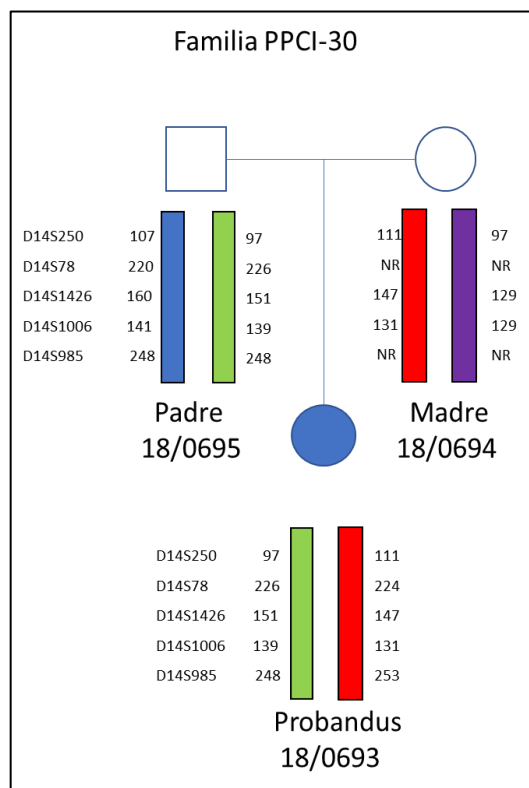 Familia PPCI-30
D14S250 107 97 111 97
D14S78 220 226 NR NR
D14S1426 160 151 147 129
D14S1006 141 139 131 129
D14S985 248 248 NR NR
Padre Madre
18/0695 18/0694
D14S250 97 111
D14S78 226 224
D14S1426 151 147
D14S1006 139 131
D14S985 248 253
Probandus
18/0693